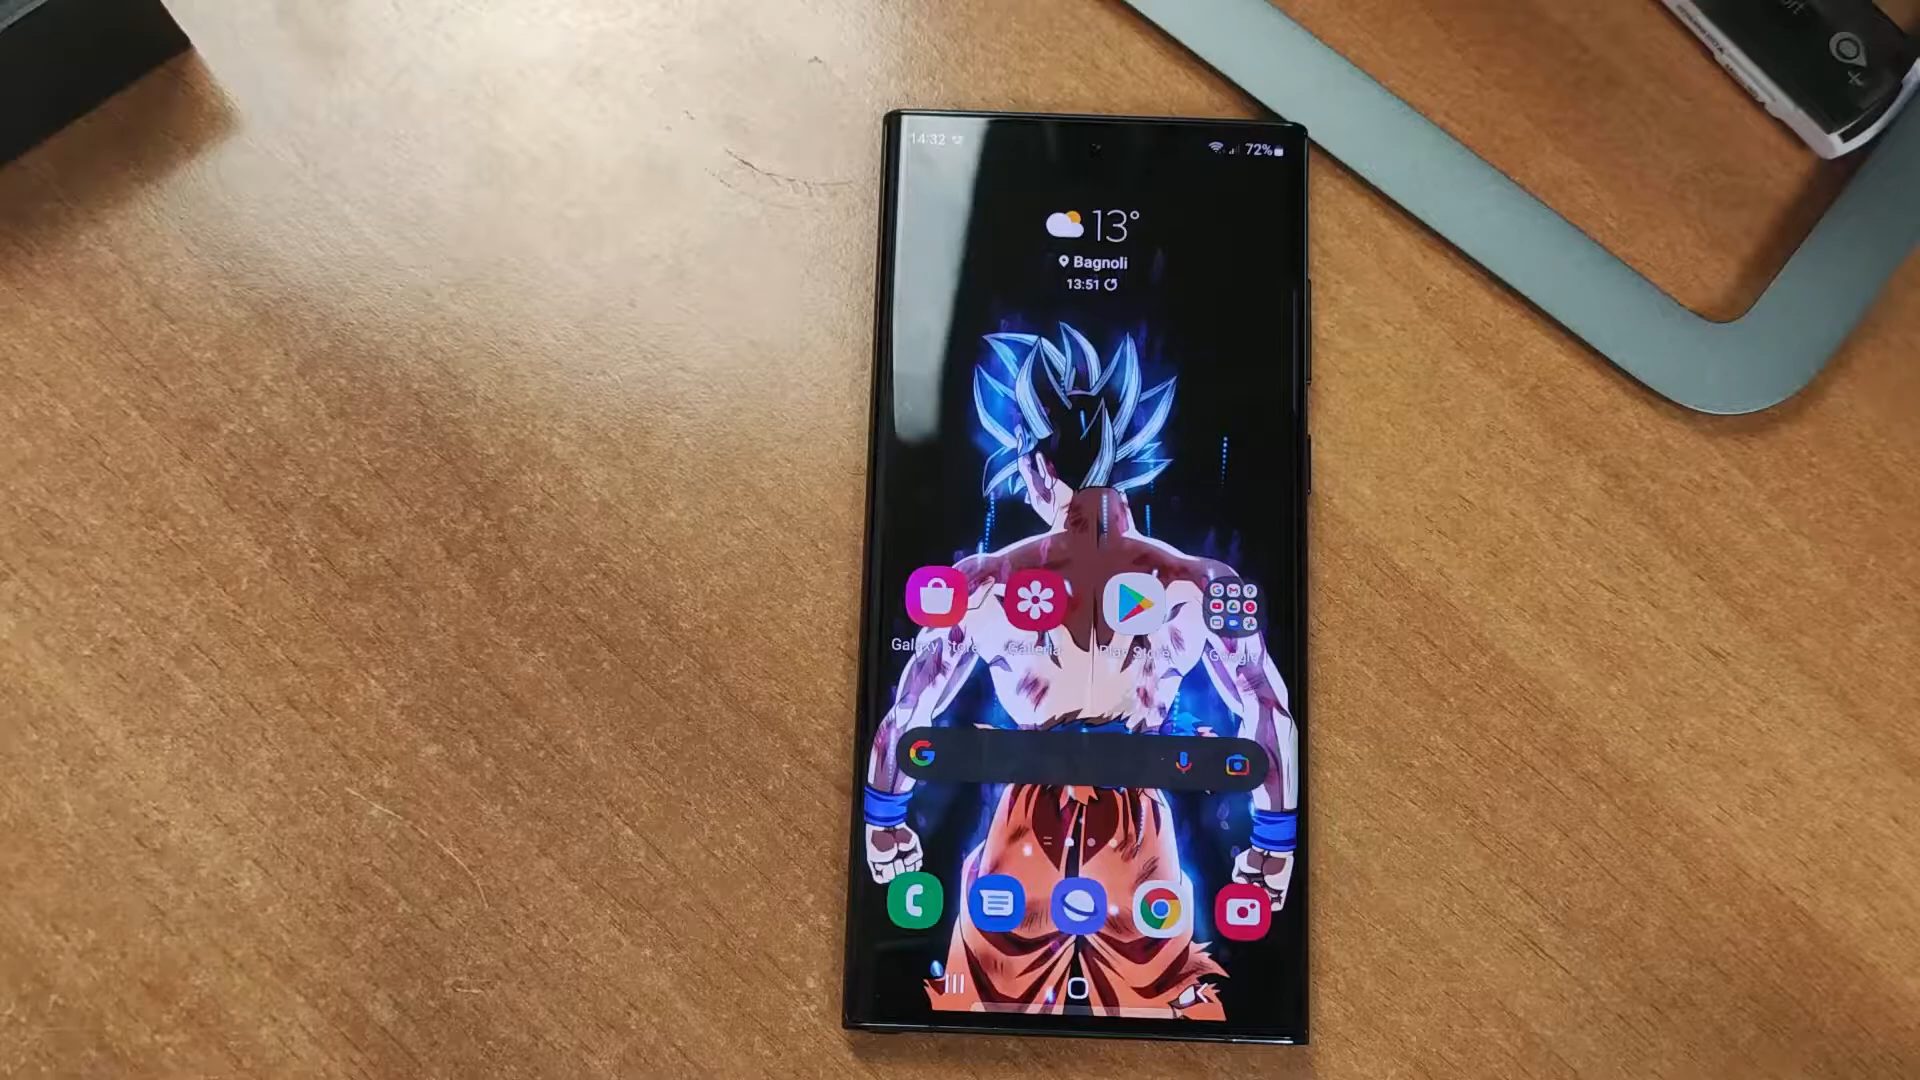 14:32
72%
13°
Bagnoli
13:51
Galaxy Store
Galleria
Play Store
Google